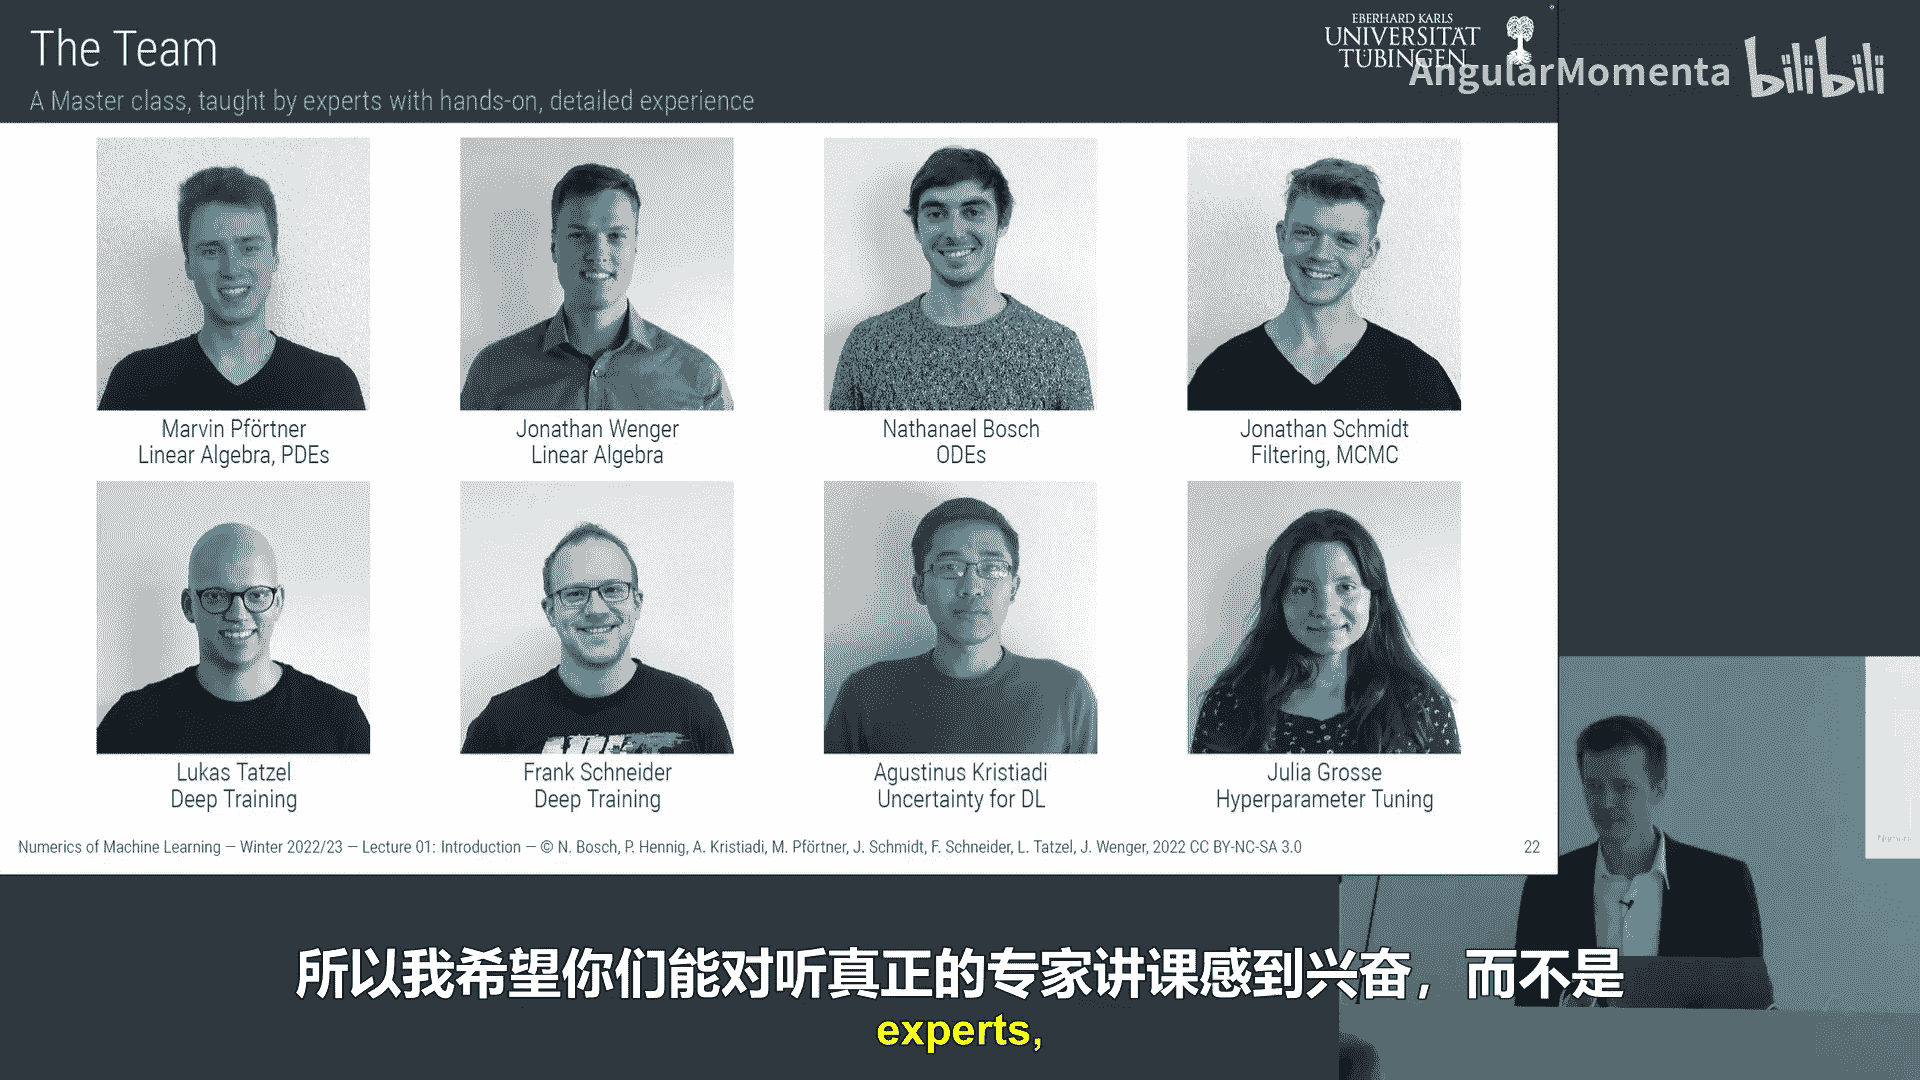 The Team
A Master class, taught by experts with hands-on, detailed experience
EBERHARD KARLS
UNIVERSITÄT
TÜBINGEN
AngularMomenta bilibili
Marvin Pförtner
Linear Algebra, PDEs
Jonathan Wenger
Linear Algebra
Nathanael Bosch
ODEs
Jonathan Schmidt
Filtering, MCMC
Lukas Tatzel
Deep Training
Frank Schneider
Deep Training
Agustinus Kristiadi
Uncertainty for DL
Julia Grosse
Hyperparameter Tuning
Numerics of Machine Learning — Winter 2022/23 — Lecture 01: Introduction — © N. Bosch, P. Hennig, A. Kristiadi, M. Pförtner, J. Schmidt, F. Schneider, L. Tatzel, J. Wenger, 2022 CC BY-NC-SA 3.0
22
所以我希望你们能对听真正的专家讲课感到兴奋，而不是
experts,